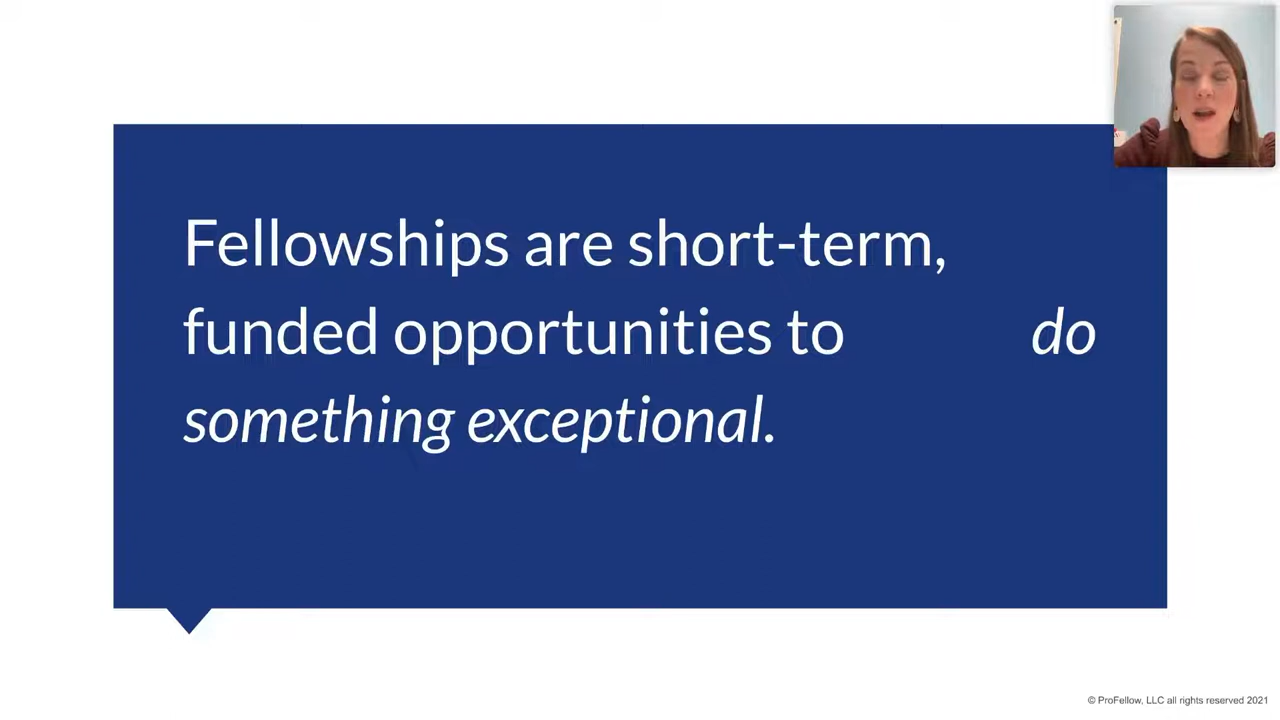 Fellowships are short-term,
funded opportunities to do
something exceptional.
© ProFellow, LLC all rights reserved 2021